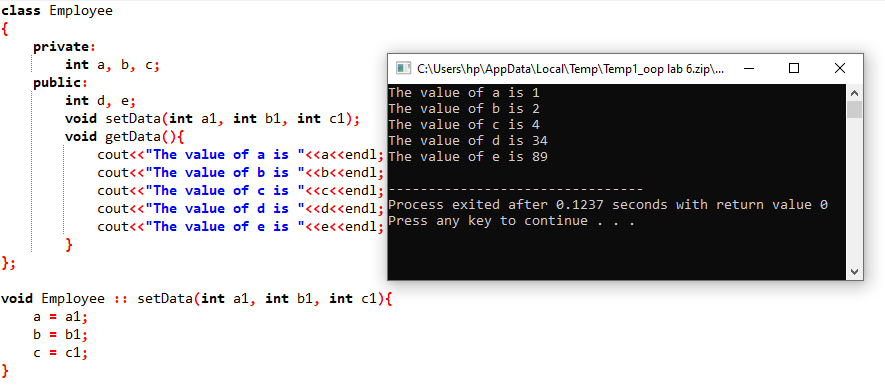 class Employee
{
    private:
        int a, b, c;
    public:
        int d, e;
        void setData(int a1, int b1, int c1);
        void getData(){
            cout<<"The value of a is "<<a<<endl;
            cout<<"The value of b is "<<b<<endl;
            cout<<"The value of c is "<<c<<endl;
            cout<<"The value of d is "<<d<<endl;
            cout<<"The value of e is "<<e<<endl;
        }
};

void Employee :: setData(int a1, int b1, int c1){
    a = a1;
    b = b1;
    c = c1;
}
C:\Users\hp\AppData\Local\Temp\Temp1_oop lab 6.zip\...
The value of a is 1
The value of b is 2
The value of c is 4
The value of d is 34
The value of e is 89

--------------------------------
Process exited after 0.1237 seconds with return value 0
Press any key to continue . . .